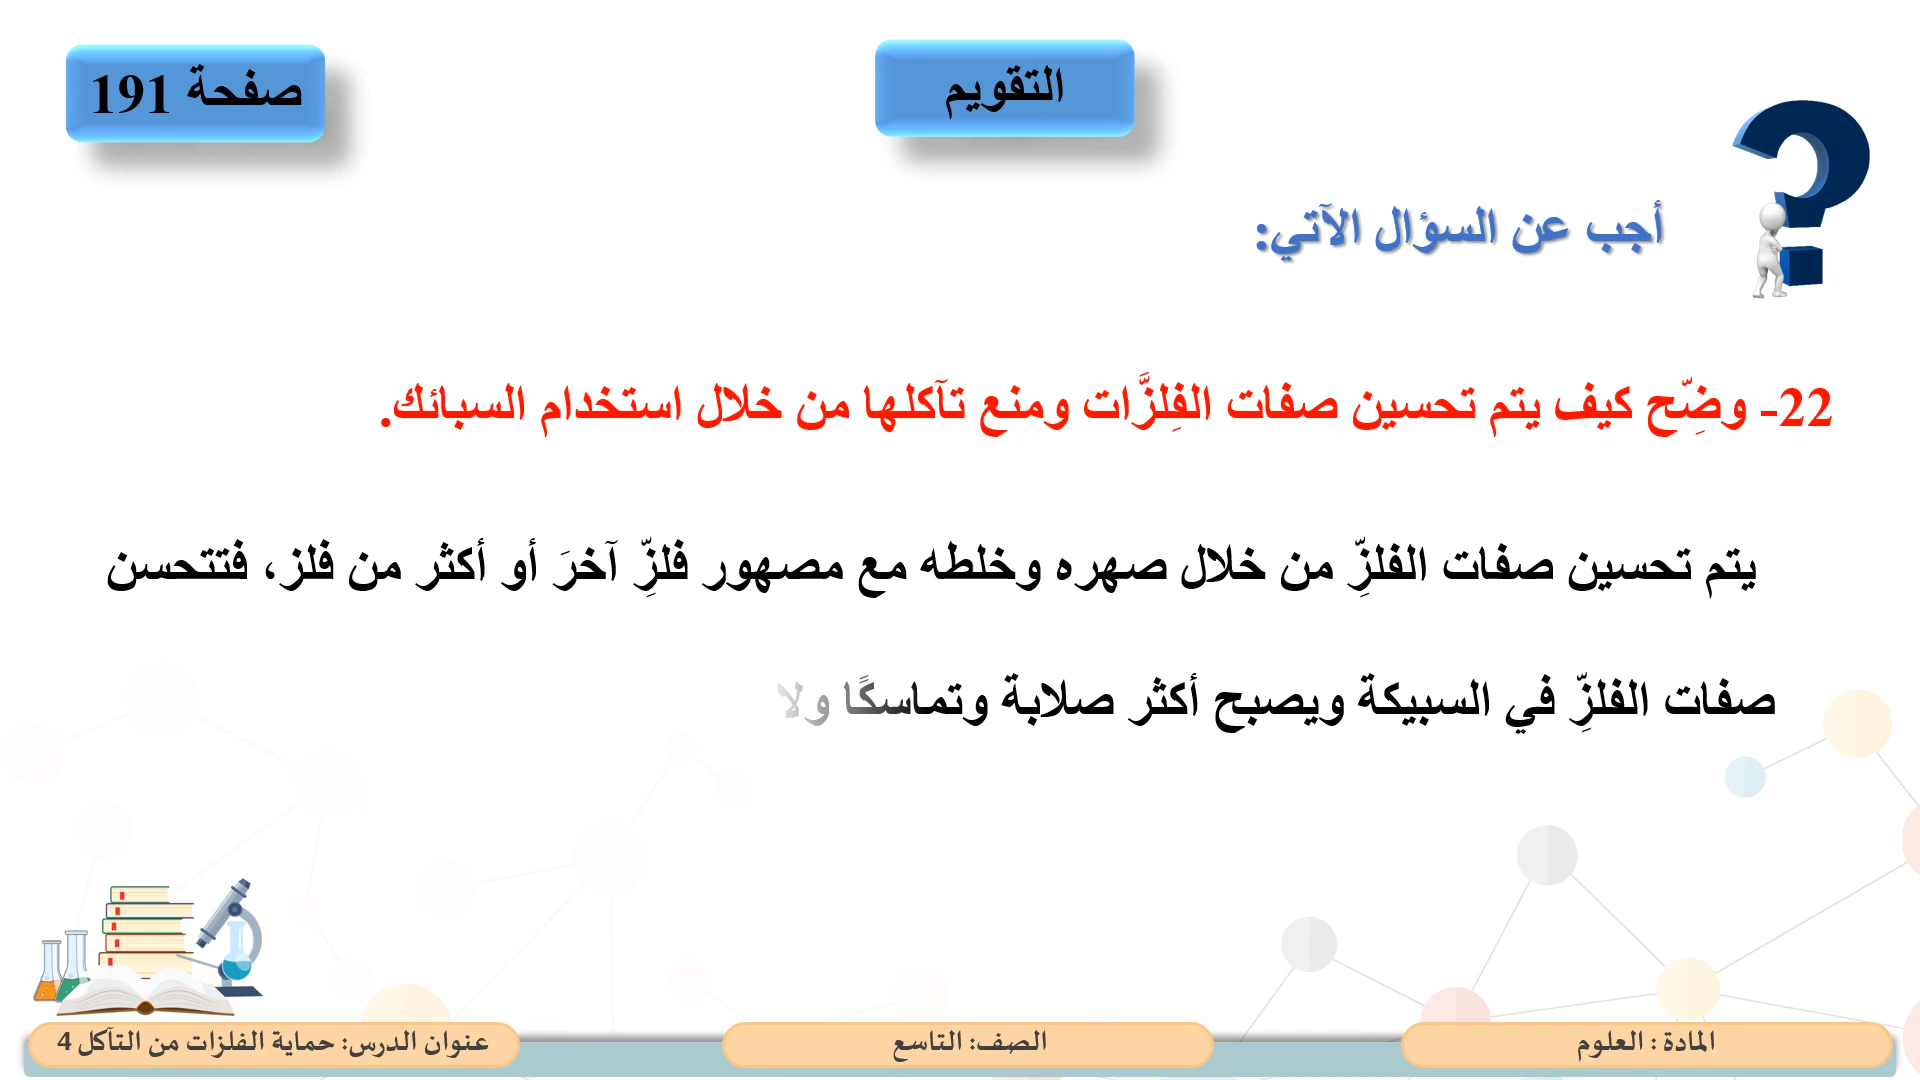 التقويم
صفحة 191
أجب عن السؤال الآتي:
22- وضِّح كيف يتم تحسين صفات الفِلزَّات ومنع تآكلها من خلال استخدام السبائك.
يتم تحسين صفات الفلزِّ من خلال صهره وخلطه مع مصهور فلزِّ آخرَ أو أكثر من فلز، فتتحسن
صفات الفلزِّ في السبيكة ويصبح أكثر صلابة وتماسكًا ولا
المادة : العلوم
الصف: التاسع
عنوان الدرس: حماية الفلزات من التآكل 4